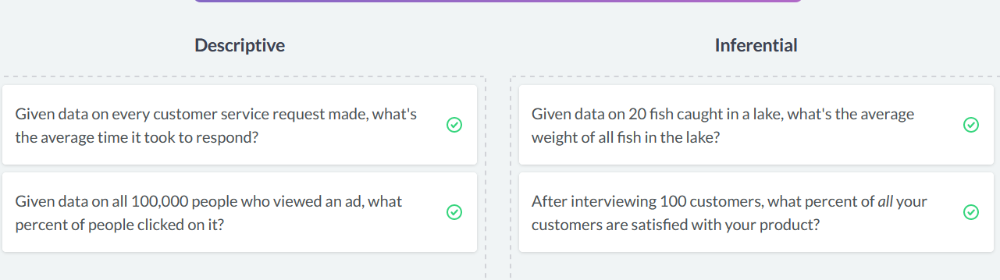 Descriptive
Given data on every customer service request made, what's
the average time it took to respond?
Given data on all 100,000 people who viewed an ad, what
percent of people clicked on it?
Inferential
Given data on 20 fish caught in a lake, what's the average
weight of all fish in the lake?
After interviewing 100 customers, what percent of all your
customers are satisfied with your product?